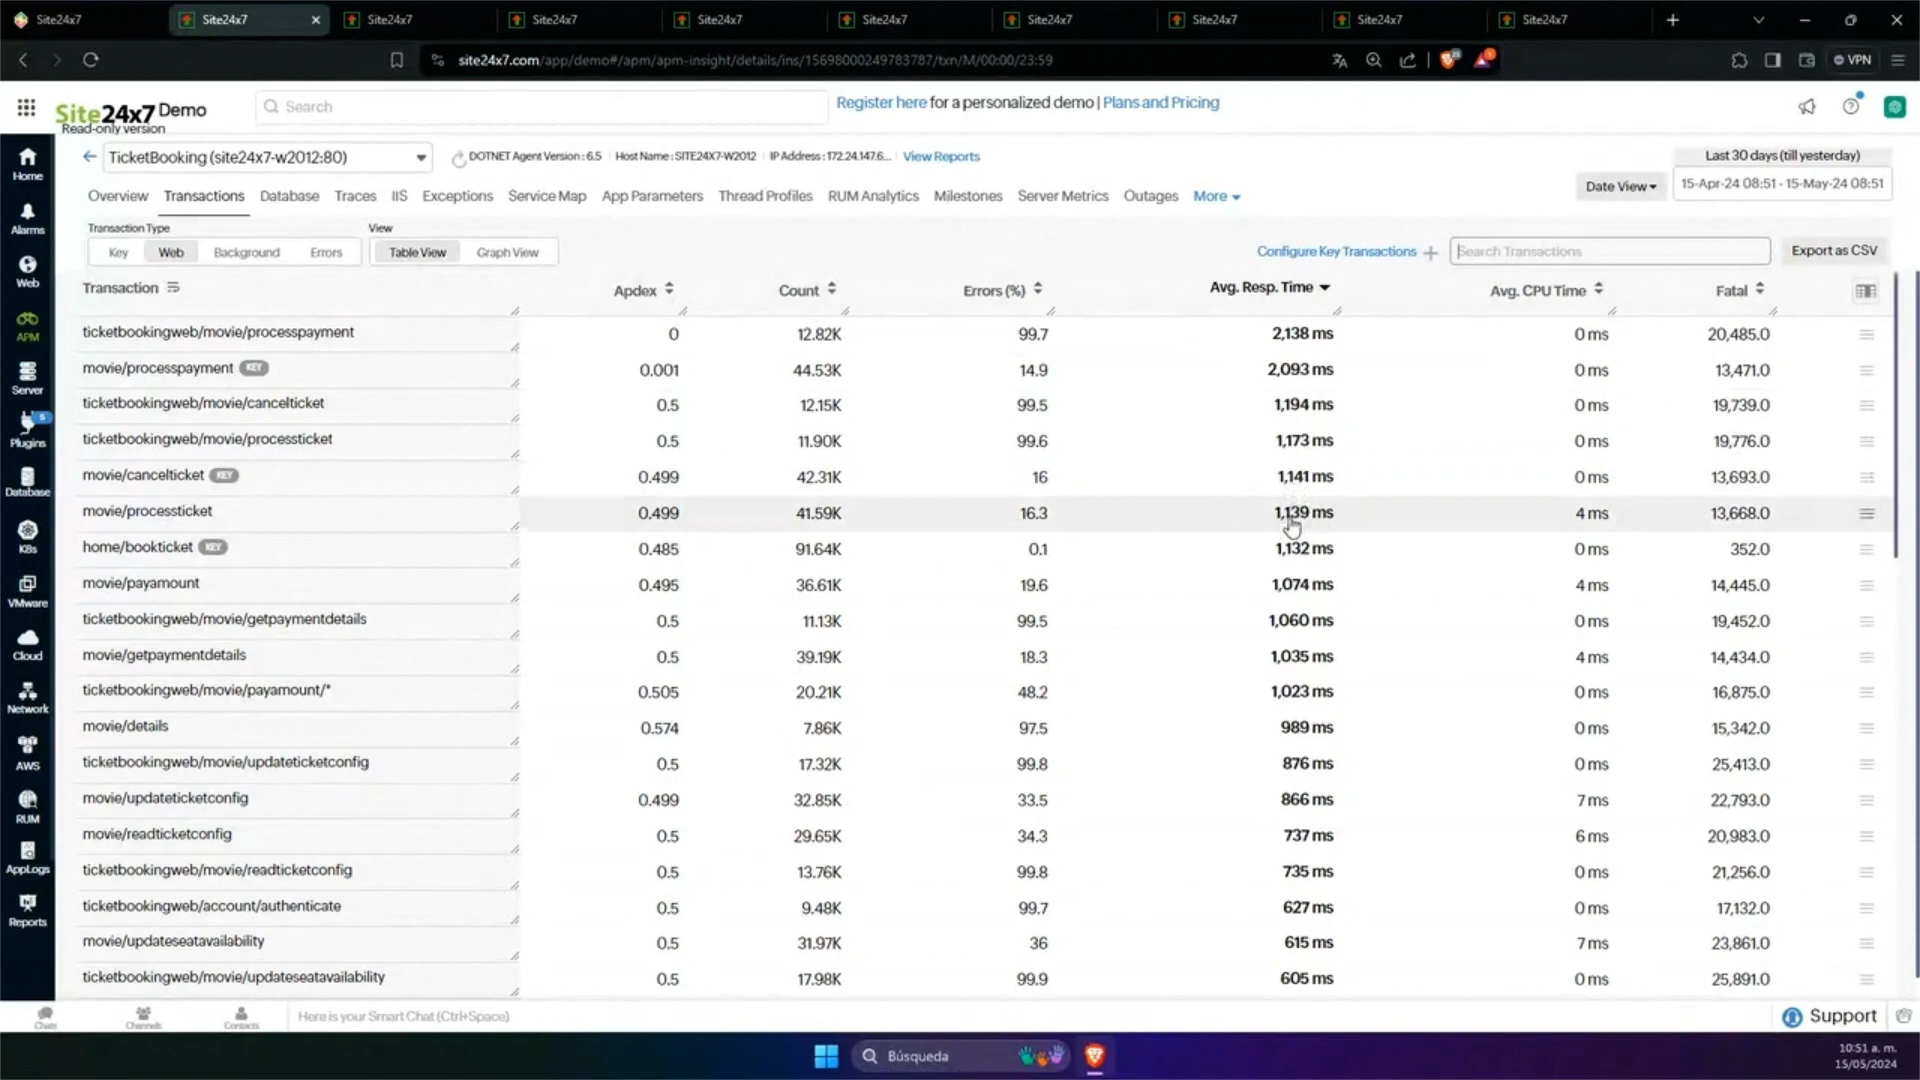 Site24x7 Site24x7 Site24x7 Site24x7 Site24x7 Site24x7 Site24x7 Site24x7 Site24x7 Site24x7
site24x7.com/app/demo#/apm/apm-insight/details/ins/15698000249783787/txn/M/00:00/23:59 VPN
Site24x7 Demo Search Register here for a personalized demo | Plans and Pricing
Read-only version
TicketBooking (site24x7-w2012:80) DOTNET Agent Version : 6.5 Host Name : SITE24X7-W2012 IP Address : 172.24.147.6... View Reports Last 30 days (till yesterday)
Date View 15-Apr-24 08:51 - 15-May-24 08:51
Overview Transactions Database Traces IIS Exceptions Service Map App Parameters Thread Profiles RUM Analytics Milestones Server Metrics Outages More
Transaction Type View
Key Web Background Errors Table View Graph View Configure Key Transactions Search Transactions Export as CSV
Transaction Apdex Count Errors (%) Avg. Resp. Time Avg. CPU Time Fatal
ticketbookingweb/movie/processpayment 0 12.82K 99.7 2,138 ms 0 ms 20,485.0
movie/processpayment KEY 0.001 44.53K 14.9 2,093 ms 0 ms 13,471.0
ticketbookingweb/movie/cancelticket 0.5 12.15K 99.5 1,194 ms 0 ms 19,739.0
ticketbookingweb/movie/processticket 0.5 11.90K 99.6 1,173 ms 0 ms 19,776.0
movie/cancelticket KEY 0.499 42.31K 16 1,141 ms 0 ms 13,693.0
movie/processticket 0.499 41.59K 16.3 1,139 ms 4 ms 13,668.0
home/bookticket KEY 0.485 91.64K 0.1 1,132 ms 0 ms 352.0
movie/payamount 0.495 36.61K 19.6 1,074 ms 4 ms 14,445.0
ticketbookingweb/movie/getpaymentdetails 0.5 11.13K 99.5 1,060 ms 0 ms 19,452.0
movie/getpaymentdetails 0.5 39.19K 18.3 1,035 ms 4 ms 14,434.0
ticketbookingweb/movie/payamount/* 0.505 20.21K 48.2 1,023 ms 0 ms 16,875.0
movie/details 0.574 7.86K 97.5 989 ms 0 ms 15,342.0
ticketbookingweb/movie/updateticketconfig 0.5 17.32K 99.8 876 ms 0 ms 25,413.0
movie/updateticketconfig 0.499 32.85K 33.5 866 ms 7 ms 22,793.0
movie/readticketconfig 0.5 29.65K 34.3 737 ms 6 ms 20,983.0
ticketbookingweb/movie/readticketconfig 0.5 13.76K 99.8 735 ms 0 ms 21,256.0
ticketbookingweb/account/authenticate 0.5 9.48K 99.7 627 ms 0 ms 17,132.0
movie/updateseatavailability 0.5 31.97K 36 615 ms 7 ms 23,861.0
ticketbookingweb/movie/updateseatavailability 0.5 17.98K 99.9 605 ms 0 ms 25,891.0
Home
Alarms
Web
APM
Server
5
Plugins
Database
K8s
VMware
Cloud
Network
AWS
RUM
AppLogs
Reports
Chats Channels Contacts Here is your Smart Chat (Ctrl+Space) Support
Búsqueda
10:51 a. m.
15/05/2024